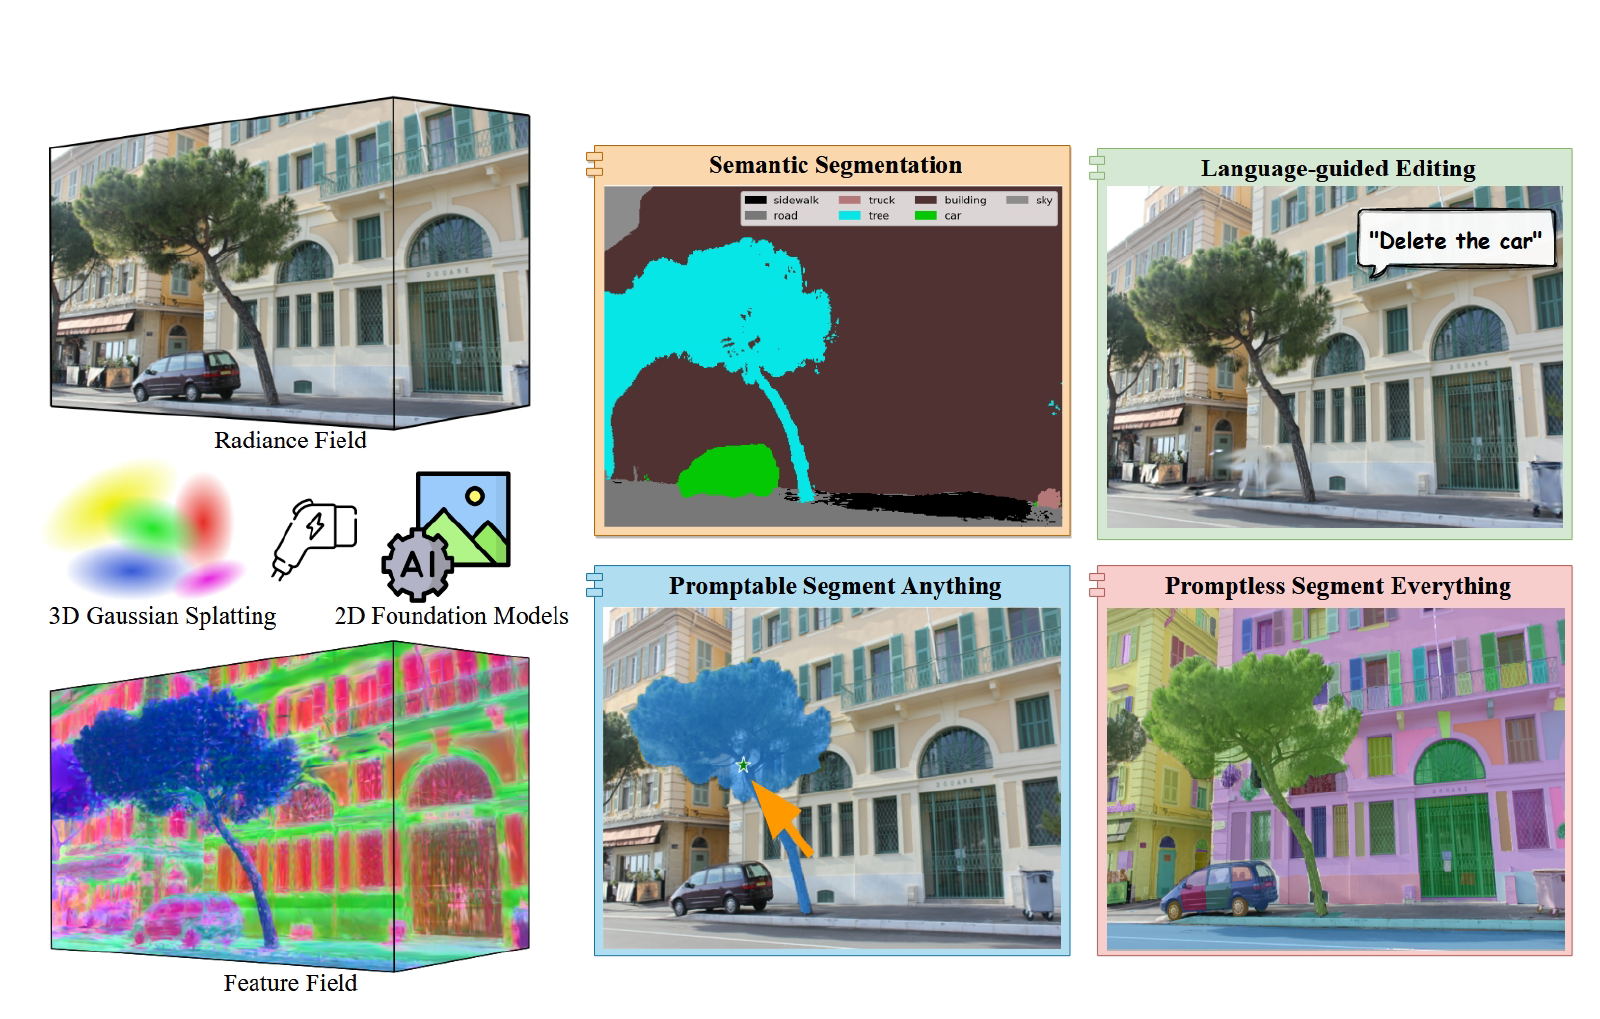 Radiance Field
3D Gaussian Splatting
2D Foundation Models
AI
Feature Field
Semantic Segmentation
sidewalk truck building sky
road tree car
DOUANE
Language-guided Editing
"Delete the car"
Promptable Segment Anything
Promptless Segment Everything